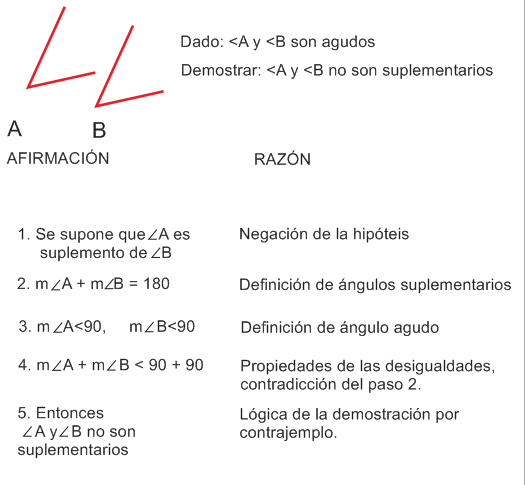 Dado: <A y <B son agudos
Demostrar: <A y <B no son suplementarios
A B
AFIRMACIÓN RAZÓN
1. Se supone que ∠A es Negación de la hipóteis
suplemento de ∠B
2. m∠A + m∠B = 180 Definición de ángulos suplementarios
3. m∠A<90, m∠B<90 Definición de ángulo agudo
4. m∠A + m∠B < 90 + 90 Propiedades de las desigualdades,
contradicción del paso 2.
5. Entonces Lógica de la demostración por
∠A y∠B no son contrajemplo.
suplementarios